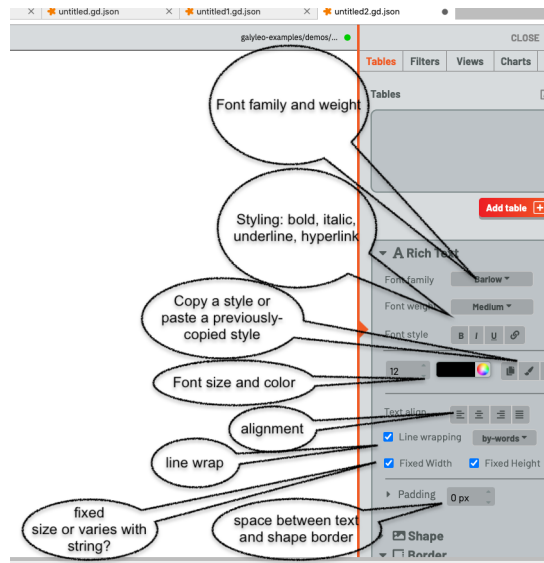 untitled.gd.json
untitled1.gd.json
untitled2.gd.json
galyleo-examples/demos/...
CLOSE
Tables Filters Views Charts
Tables
Font family and weight
Add table
Styling: bold, italic,
underline, hyperlink
Rich Text
Font family Barlow
Font weight Medium
Font style B I U
Copy a style or
paste a previously-
copied style
12
Font size and color
Text align
alignment
Line wrapping by-words
line wrap
Fixed Width Fixed Height
Padding 0 px
fixed
size or varies with
string?
space between text
and shape border
Shape
Border